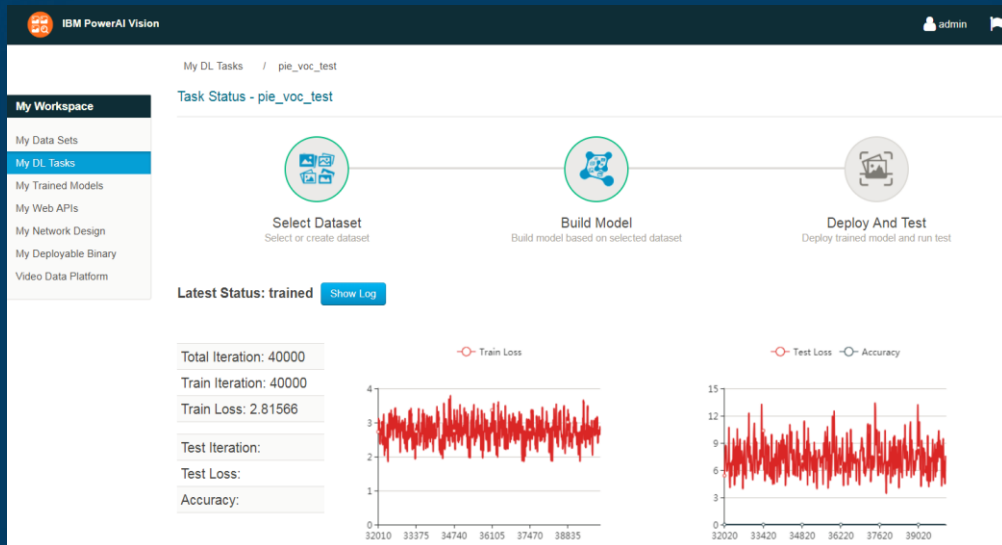 IBM PowerAI Vision
admin
My DL Tasks / pie_voc_test
Task Status - pie_voc_test
My Workspace
My Data Sets
My DL Tasks
My Trained Models
My Web APIs
My Network Design
My Deployable Binary
Video Data Platform
Select Dataset
Select or create dataset
Build Model
Build model based on selected dataset
Deploy And Test
Deploy trained model and run test
Latest Status: trained Show Log
Total Iteration: 40000
Train Iteration: 40000
Train Loss: 2.81566
Test Iteration:
Test Loss:
Accuracy:
Train Loss
4
3
2
1
0
32010 33375 34740 36105 37470 38835
Test Loss Accuracy
15
12
9
6
3
0
32020 33420 34820 36220 37620 39020